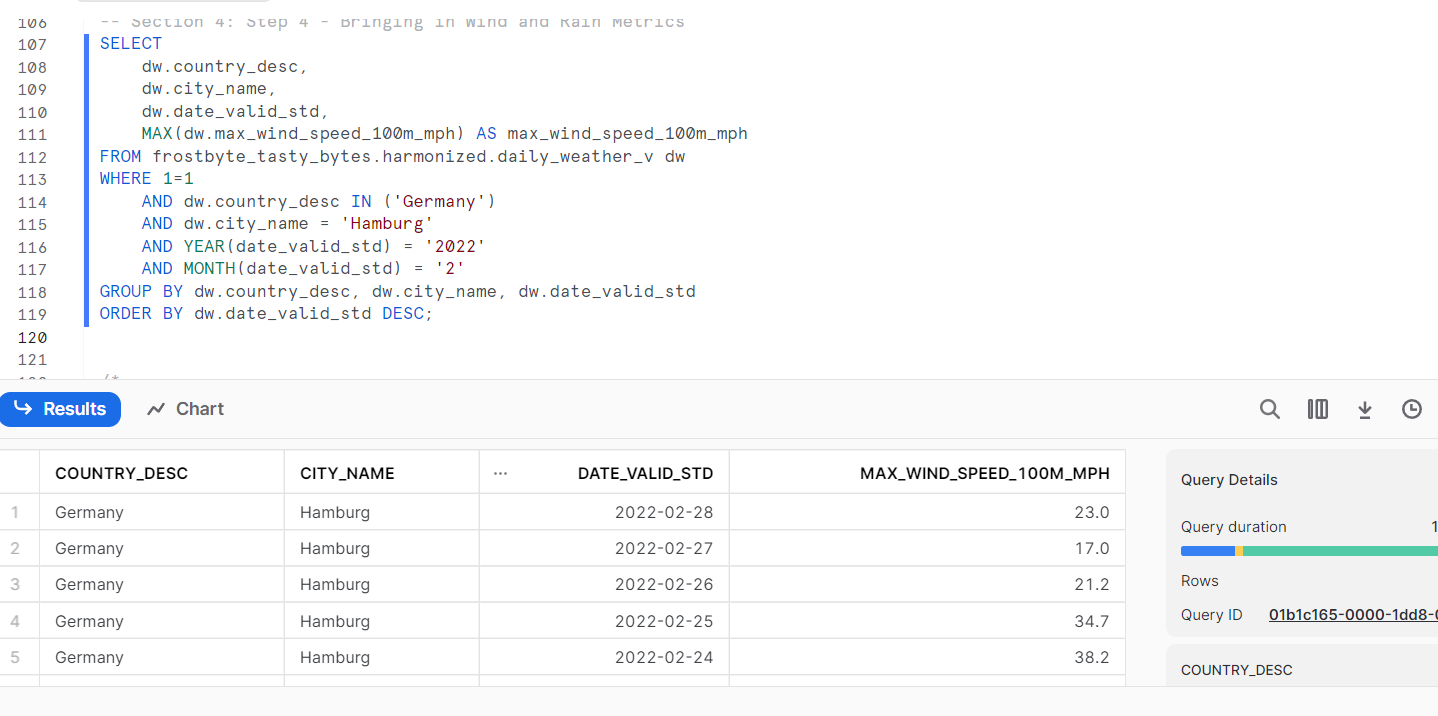 106 -- Section 4: Step 4 - Bringing in Wind and Rain Metrics
107 SELECT
108 dw.country_desc,
109 dw.city_name,
110 dw.date_valid_std,
111 MAX(dw.max_wind_speed_100m_mph) AS max_wind_speed_100m_mph
112 FROM frostbyte_tasty_bytes.harmonized.daily_weather_v dw
113 WHERE 1=1
114 AND dw.country_desc IN ('Germany')
115 AND dw.city_name = 'Hamburg'
116 AND YEAR(date_valid_std) = '2022'
117 AND MONTH(date_valid_std) = '2'
118 GROUP BY dw.country_desc, dw.city_name, dw.date_valid_std
119 ORDER BY dw.date_valid_std DESC;
120
121
/*
Results Chart
COUNTRY_DESC CITY_NAME ... DATE_VALID_STD MAX_WIND_SPEED_100M_MPH
1 Germany Hamburg 2022-02-28 23.0
2 Germany Hamburg 2022-02-27 17.0
3 Germany Hamburg 2022-02-26 21.2
4 Germany Hamburg 2022-02-25 34.7
5 Germany Hamburg 2022-02-24 38.2
Query Details
Query duration 1
Rows
Query ID 01b1c165-0000-1dd8-
COUNTRY_DESC